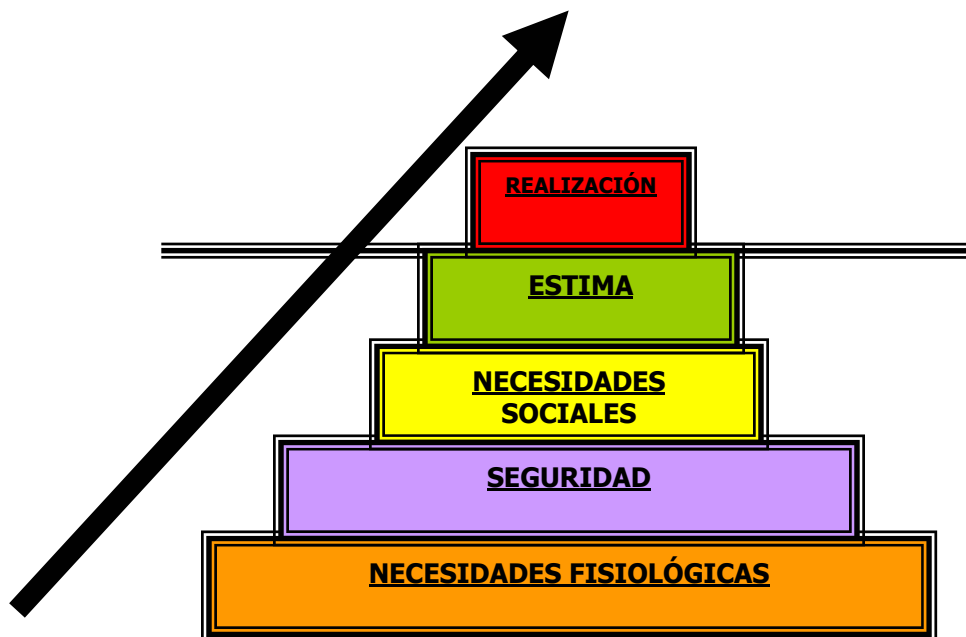 REALIZACIÓN
ESTIMA
NECESIDADES
SOCIALES
SEGURIDAD
NECESIDADES FISIOLÓGICAS